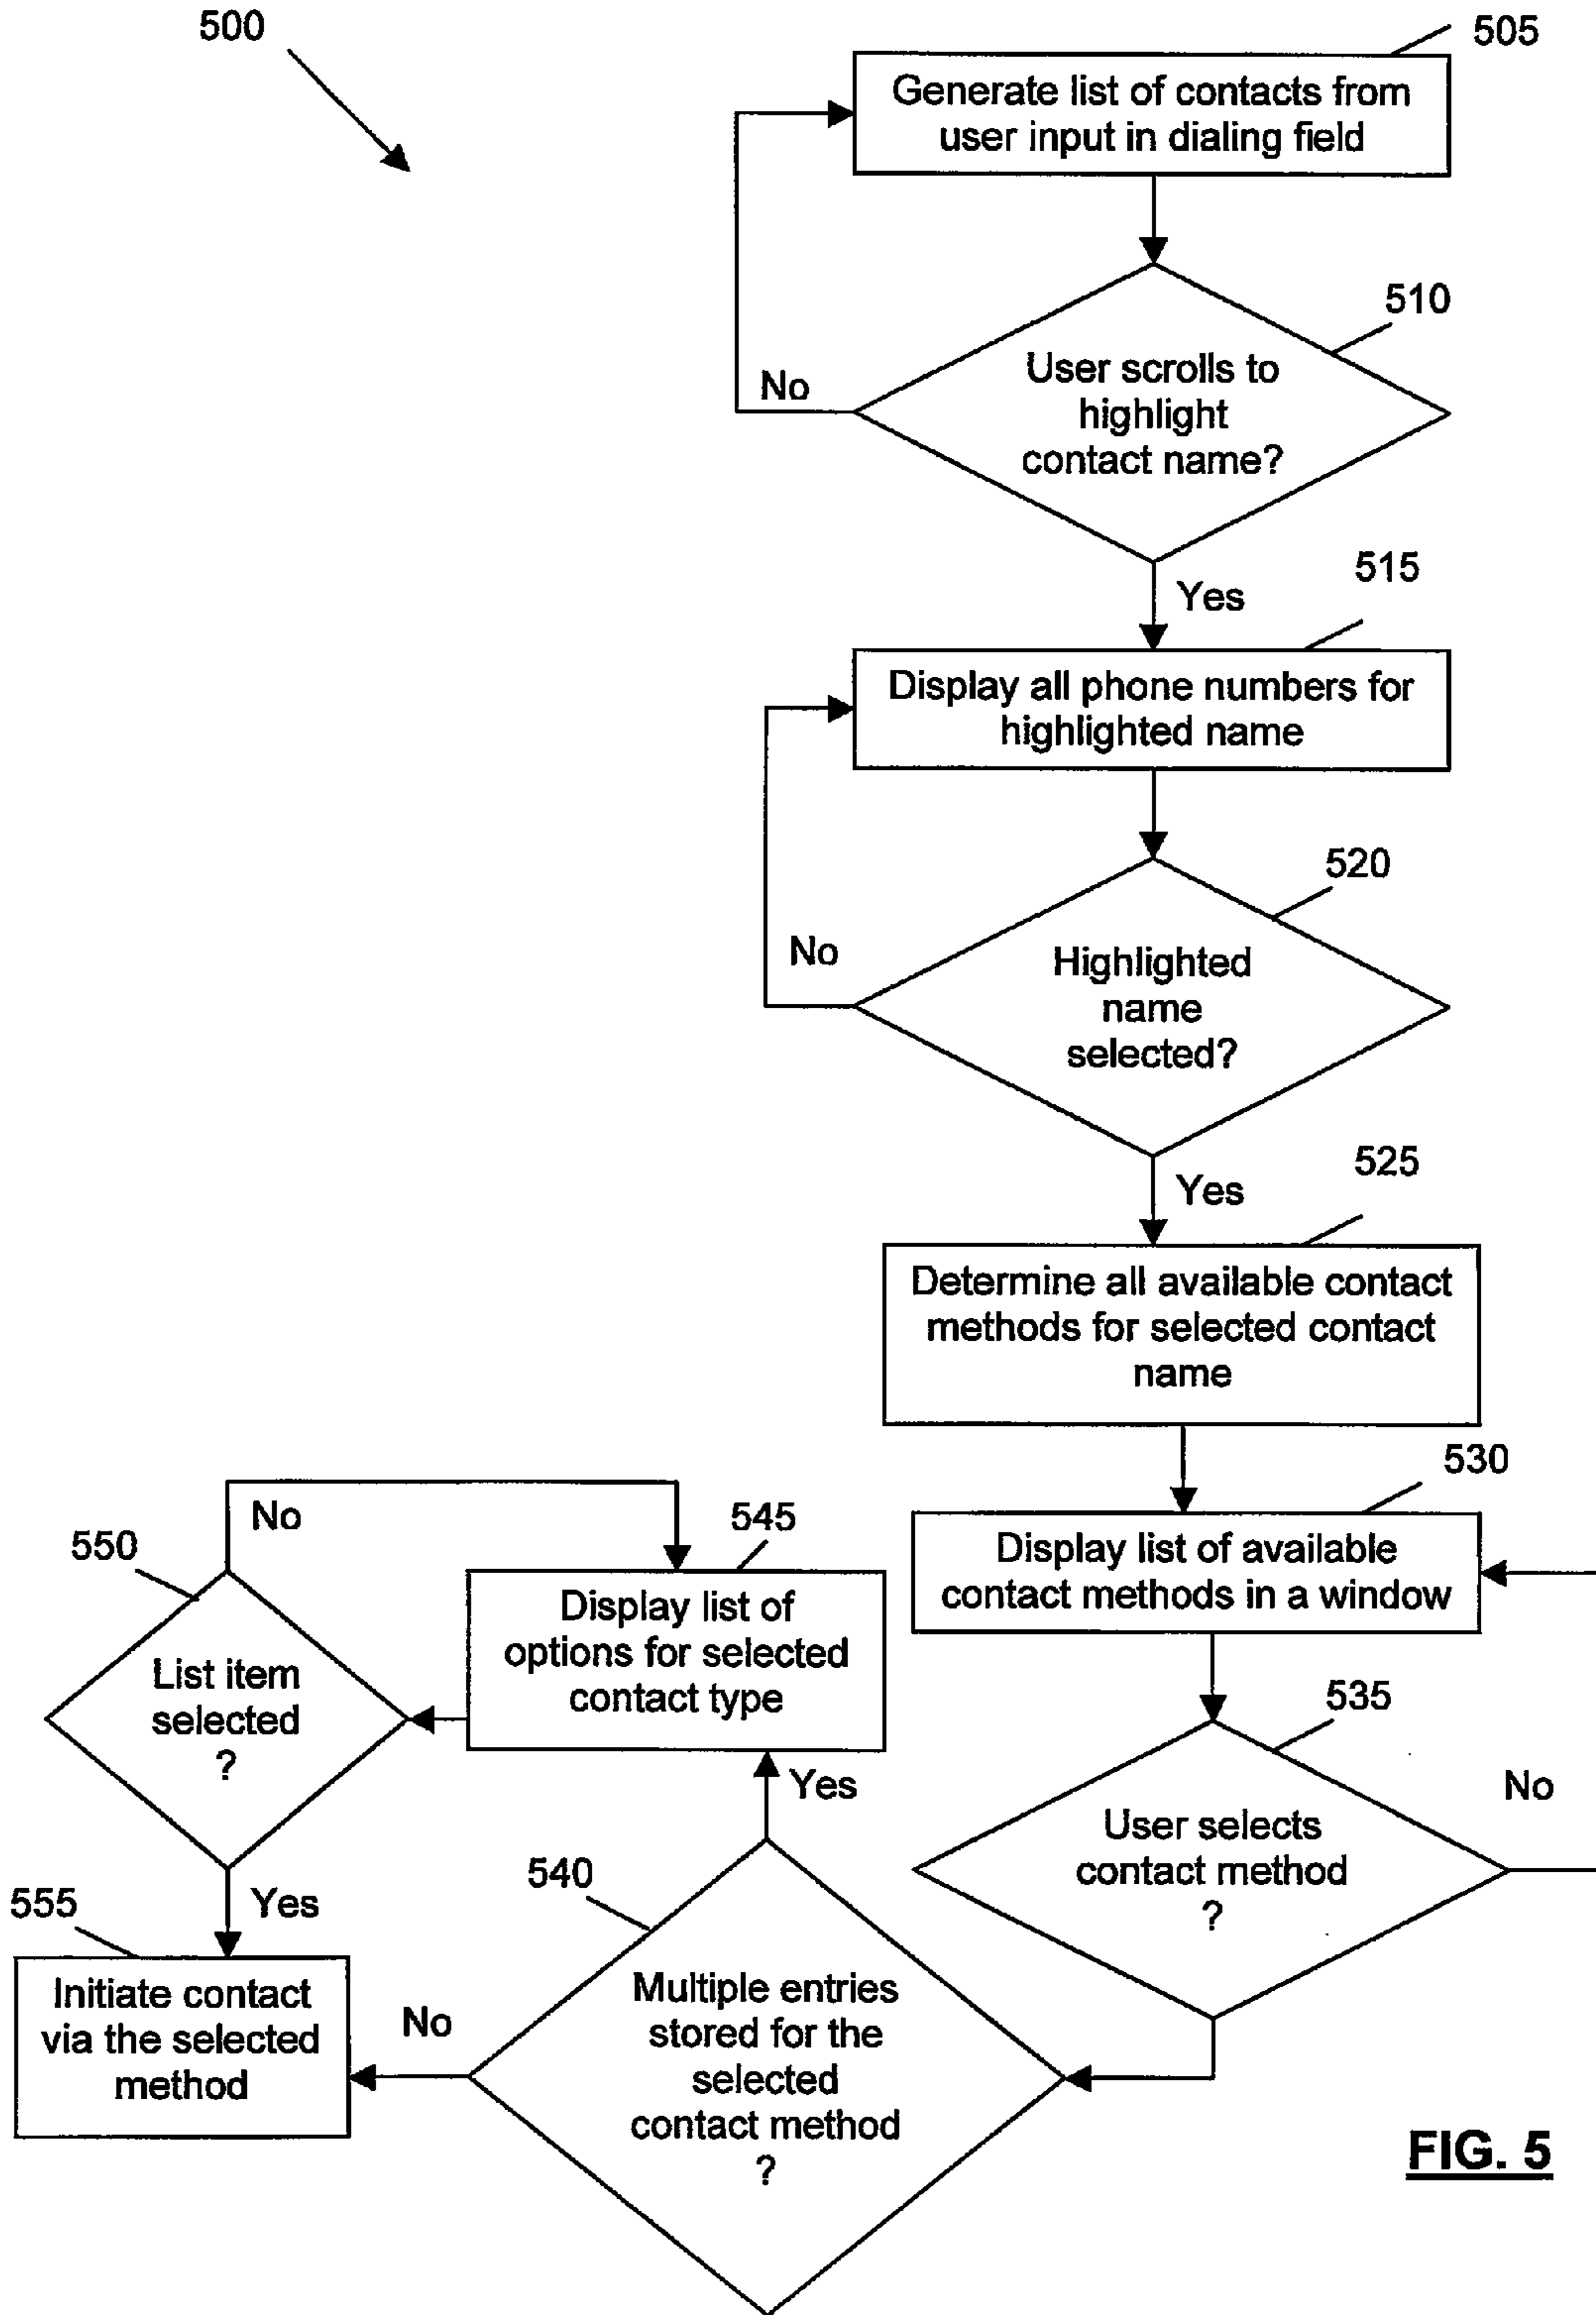 500
505
Generate list of contacts from
user input in dialing field
510
User scrolls to
highlight
contact name?
No
Yes
515
Display all phone numbers for
highlighted name
520
Highlighted
name
selected?
No
Yes
525
Determine all available contact
methods for selected contact
name
530
Display list of available
contact methods in a window
535
User selects
contact method
?
No
540
Multiple entries
stored for the
selected
contact method
?
Yes
No
545
Display list of
options for selected
contact type
550
List item
selected
?
No
Yes
555
Initiate contact
via the selected
method
FIG. 5